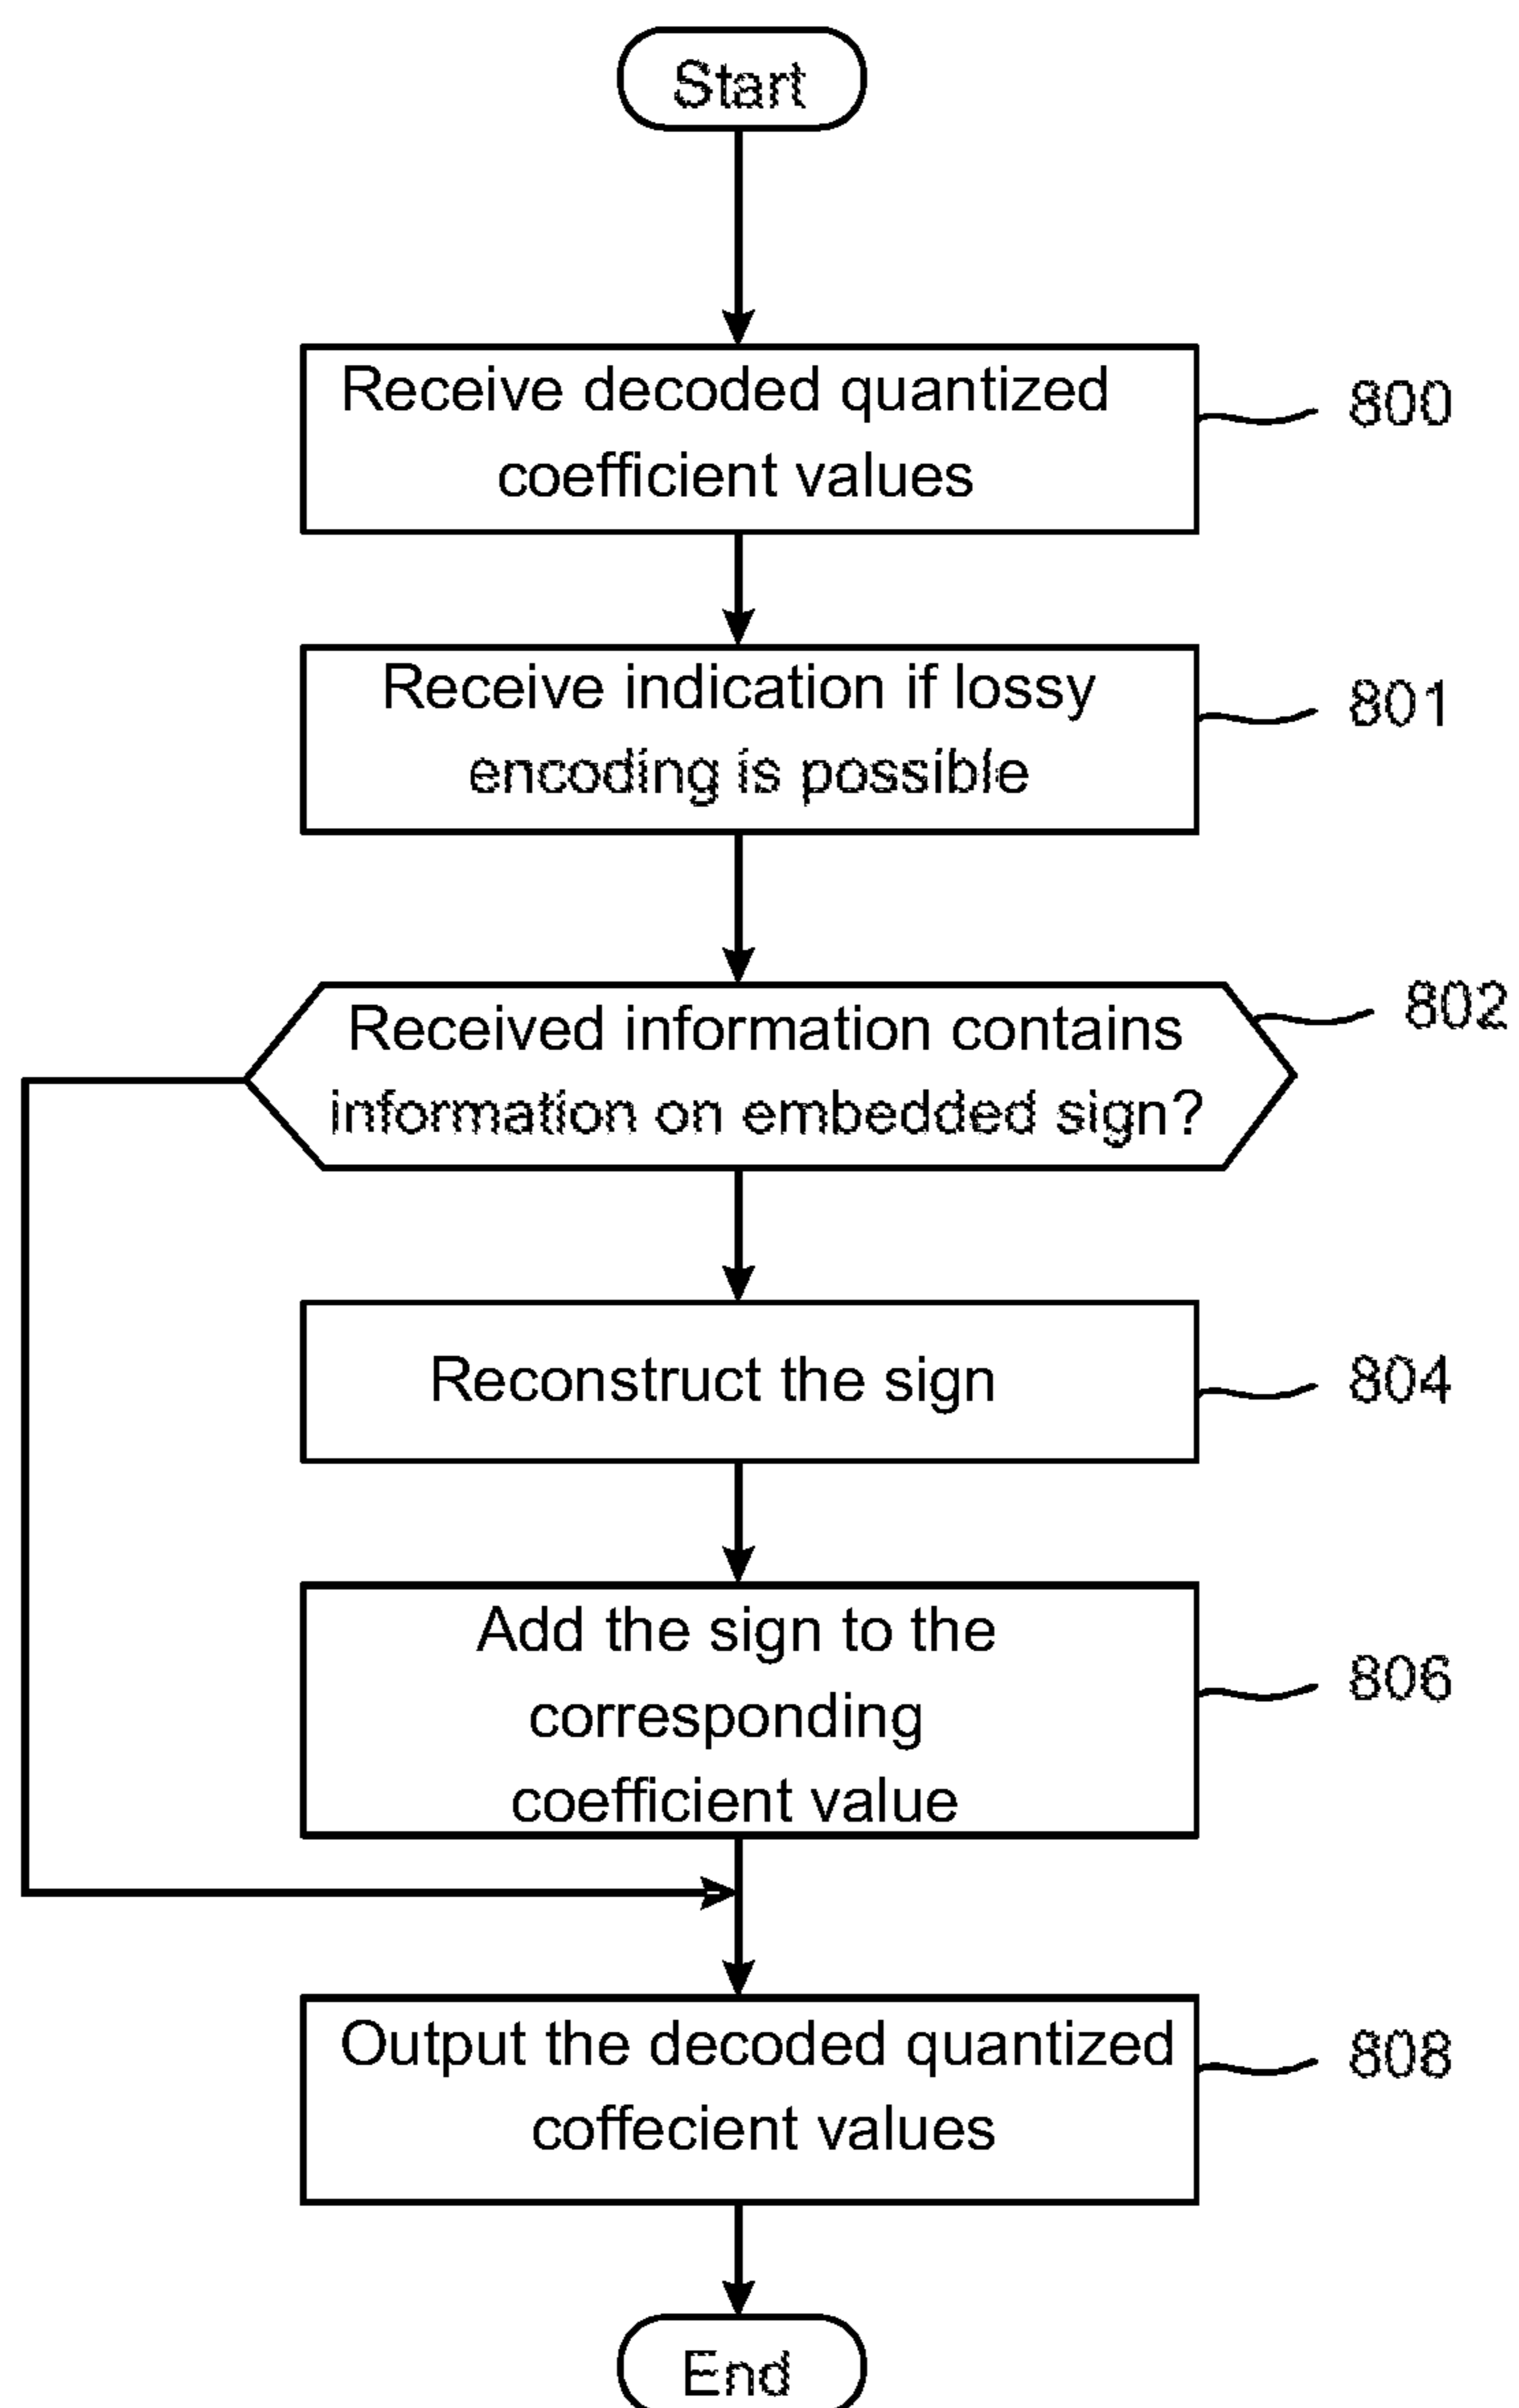 Start
Receive decoded quantized
coefficient values
800
Receive indication if lossy
encoding is possible
801
Received information contains
information on embedded sign?
802
Reconstruct the sign
804
Add the sign to the
corresponding
coefficient value
806
Output the decoded quantized
coffecient values
808
End